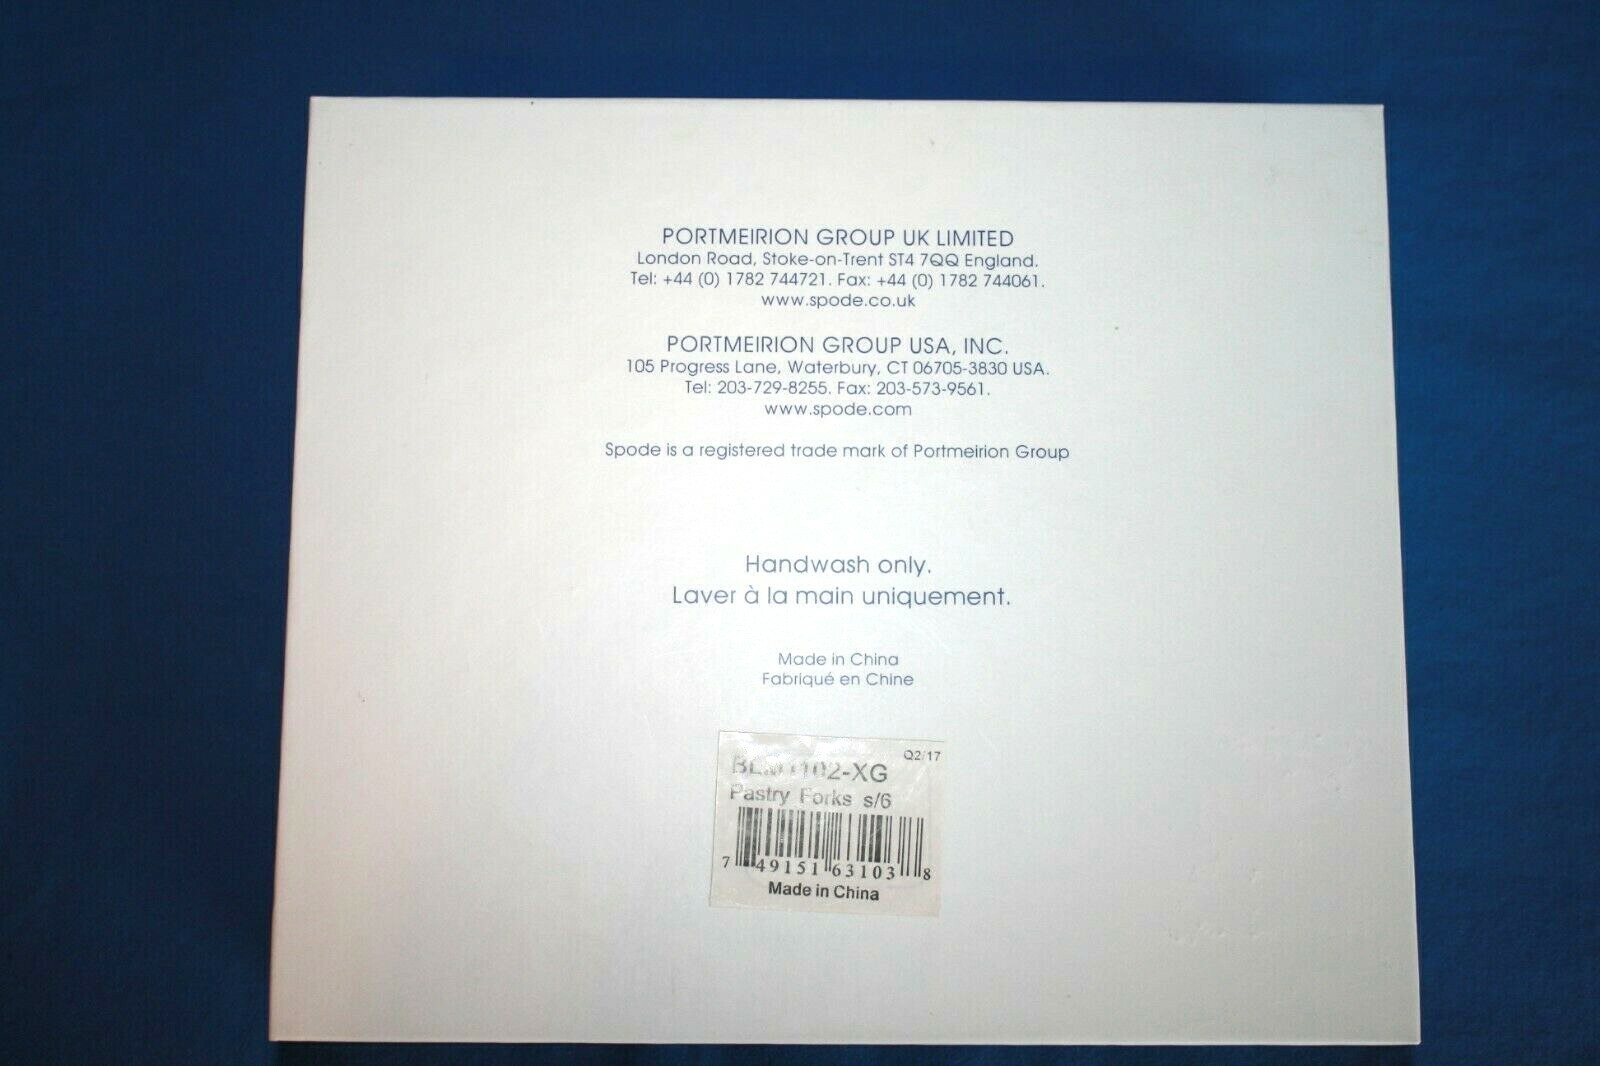 PORTMEIRION GROUP UK LIMITED
London Road, Stoke-on-Trent ST4 7QQ England.
Tel: +44 (0) 1782 744721. Fax: +44 (0) 1782 744061.
www.spode.co.uk
PORTMEIRION GROUP USA, INC.
105 Progress Lane, Waterbury, CT 06705-3830 USA.
Tel: 203-729-8255. Fax: 203-573-9561.
www.spode.com
Spode is a registered trade mark of Portmeirion Group
Handwash only.
Laver à la main uniquement.
Made in China
Fabriqué en Chine
Q2/17
Pastry Forks s/6
7 49151 63103 8
Made in China